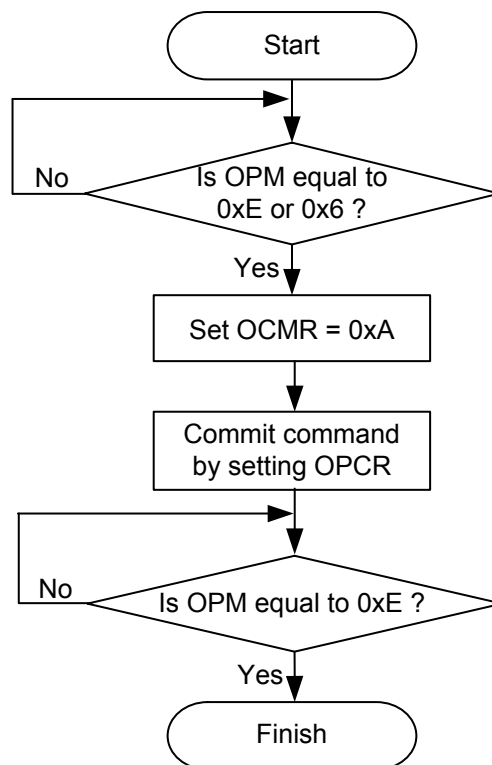 Start
Is OPM equal to
0xE or 0x6 ?
No
Yes
Set OCMR = 0xA
Commit command
by setting OPCR
Is OPM equal to 0xE ?
No
Yes
Finish